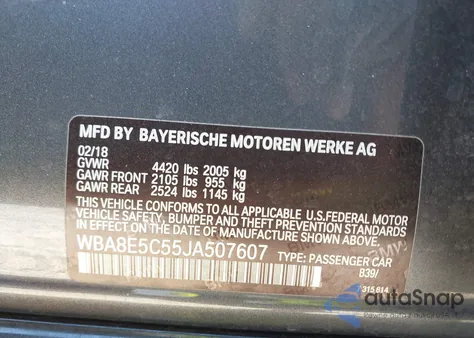 MFD BY BAYERISCHE MOTOREN WERKE AG
02/18
GVWR 4420 lbs 2005 kg
GAWR FRONT 2105 lbs 955 kg
GAWR REAR 2524 lbs 1145 kg
THIS VEHICLE CONFORMS TO ALL APPLICABLE U.S. FEDERAL MOTOR
VEHICLE SAFETY, BUMPER, AND THEFT PREVENTION STANDARDS
IN EFFECT ON THE DATE OF MANUFACTURE SHOWN ABOVE.
WBA8E5C55JA507607 TYPE: PASSENGER CAR
B39/
315614
autoSnap